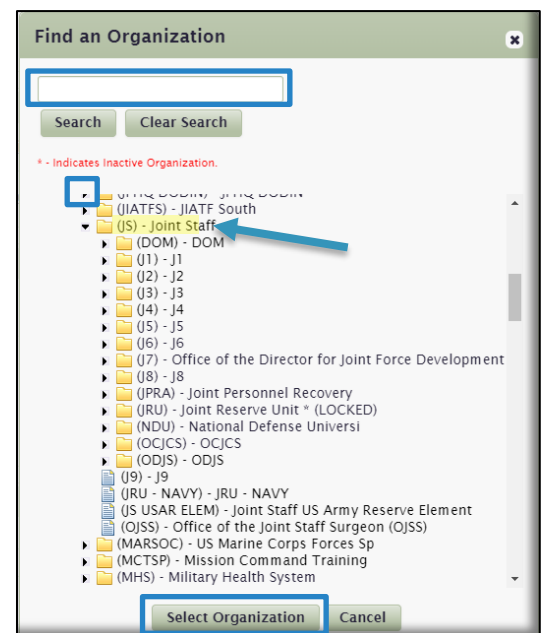 Find an Organization
Search Clear Search
* - Indicates Inactive Organization.
(JFHQ DODIN) - JFHQ DODIN
(JIATFS) - JIATF South
(JS) - Joint Staff
(DOM) - DOM
(J1) - J1
(J2) - J2
(J3) - J3
(J4) - J4
(J5) - J5
(J6) - J6
(J7) - Office of the Director for Joint Force Development
(J8) - J8
(JPRA) - Joint Personnel Recovery
(JRU) - Joint Reserve Unit * (LOCKED)
(NDU) - National Defense Universi
(OCJCS) - OCJCS
(ODJS) - ODJS
(J9) - J9
(JRU - NAVY) - JRU - NAVY
(JS USAR ELEM) - Joint Staff US Army Reserve Element
(OJSS) - Office of the Joint Staff Surgeon (OJSS)
(MARSOC) - US Marine Corps Forces Sp
(MCTSP) - Mission Command Training
(MHS) - Military Health System
Select Organization Cancel